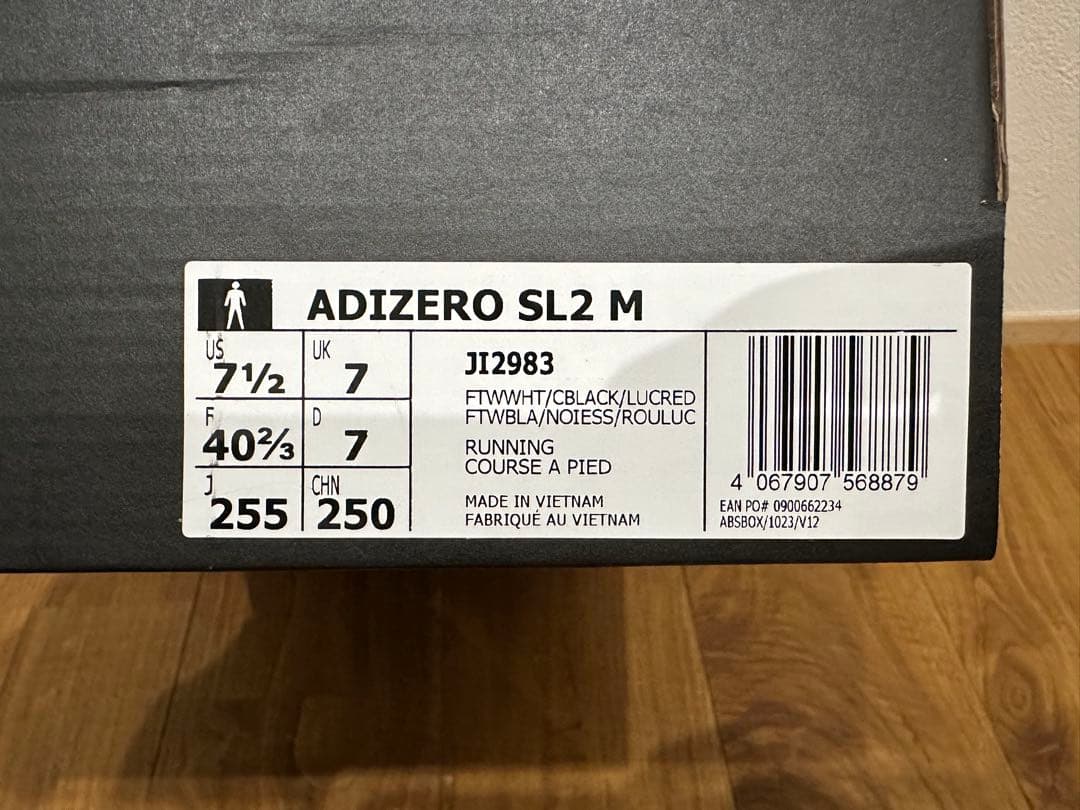 ADIZERO SL2 M
US 7½ UK 7
F 40⅔ D 7
J 255 CHN 250
JI2983
FTWWHT/CBLACK/LUCRED
FTWBLA/NOIESS/ROULUC
RUNNING
COURSE A PIED
MADE IN VIETNAM
FABRIQUÉ AU VIETNAM
4 067907 568879
EAN PO# 0900662234
ABSBOX/1023/V12